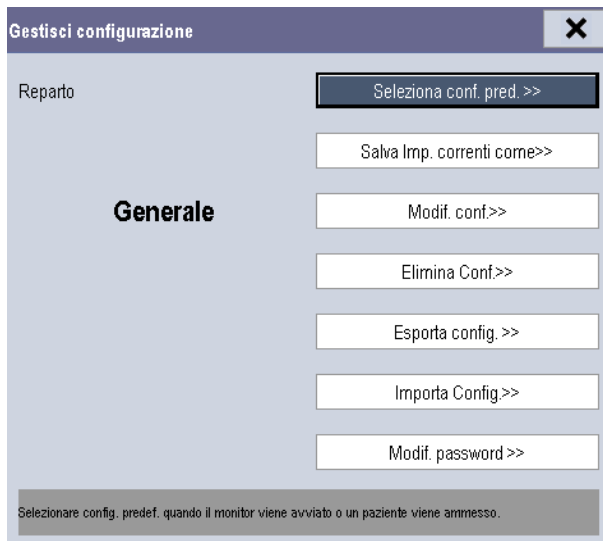 Gestisci configurazione
Reparto
Seleziona conf. pred. >>
Salva Imp. correnti come>>
Generale
Modif. conf.>>
Elimina Conf.>>
Esporta config. >>
Importa Config.>>
Modif. password >>
Selezionare config. predef. quando il monitor viene avviato o un paziente viene ammesso.